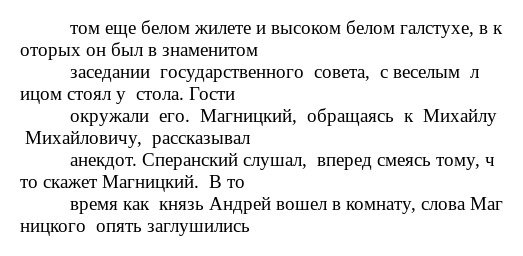 том еще белом жилете и высоком белом галстухе, в к
оторых он был в знаменитом
заседании государственного совета, с веселым л
ицом стоял у стола. Гости
окружали его. Магницкий, обращаясь к Михайлу
Михайловичу, рассказывал
анекдот. Сперанский слушал, вперед смеясь тому, ч
то скажет Магницкий. В то
время как князь Андрей вошел в комнату, слова Маг
ницкого опять заглушились